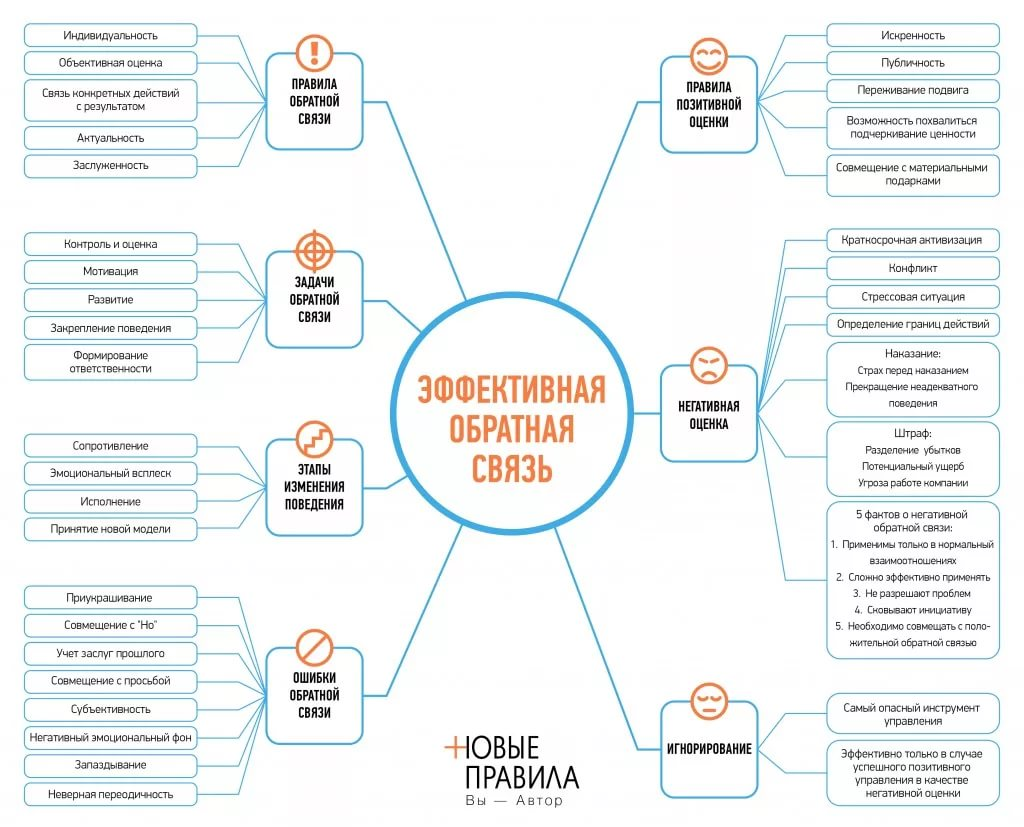 Индивидуальность
Объективная оценка
Связь конкретных действий
с результатом
Актуальность
Заслуженность
ПРАВИЛА
ОБРАТНОЙ
СВЯЗИ
Контроль и оценка
Мотивация
Развитие
Закрепление поведения
Формирование
ответственности
ЗАДАЧИ
ОБРАТНОЙ
СВЯЗИ
Сопротивление
Эмоциональный всплеск
Исполнение
Принятие новой модели
ЭТАПЫ
ИЗМЕНЕНИЯ
ПОВЕДЕНИЯ
Приукрашивание
Совмещение с "Но"
Учет заслуг прошлого
Совмещение с просьбой
Субъективность
Негативный эмоциональный фон
Запаздывание
Неверная переодичность
ОШИБКИ
ОБРАТНОЙ
СВЯЗИ
ЭФФЕКТИВНАЯ
ОБРАТНАЯ
СВЯЗЬ
ПРАВИЛА
ПОЗИТИВНОЙ
ОЦЕНКИ
Искренность
Публичность
Переживание подвига
Возможность похвалиться
подчеркивание ценности
Совмещение с материальными
подарками
НЕГАТИВНАЯ
ОЦЕНКА
Краткосрочная активизация
Конфликт
Стрессовая ситуация
Определение границ действий
Наказание:
Страх перед наказанием
Прекращение неадекватного
поведения
Штраф:
Разделение убытков
Потенциальный ущерб
Угроза работе компании
5 фактов о негативной
обратной связи:
1. Применимы только в нормальный
взаимоотношениях
2. Сложно эффективно применять
3. Не разрешают проблем
4. Сковывают инициативу
5. Необходимо совмещать с поло-
жительной обратной связью
ИГНОРИРОВАНИЕ
Самый опасный инструмент
управления
Эффективно только в случае
успешного позитивного
управления в качестве
негативной оценки
НОВЫЕ
ПРАВИЛА
Вы — Автор